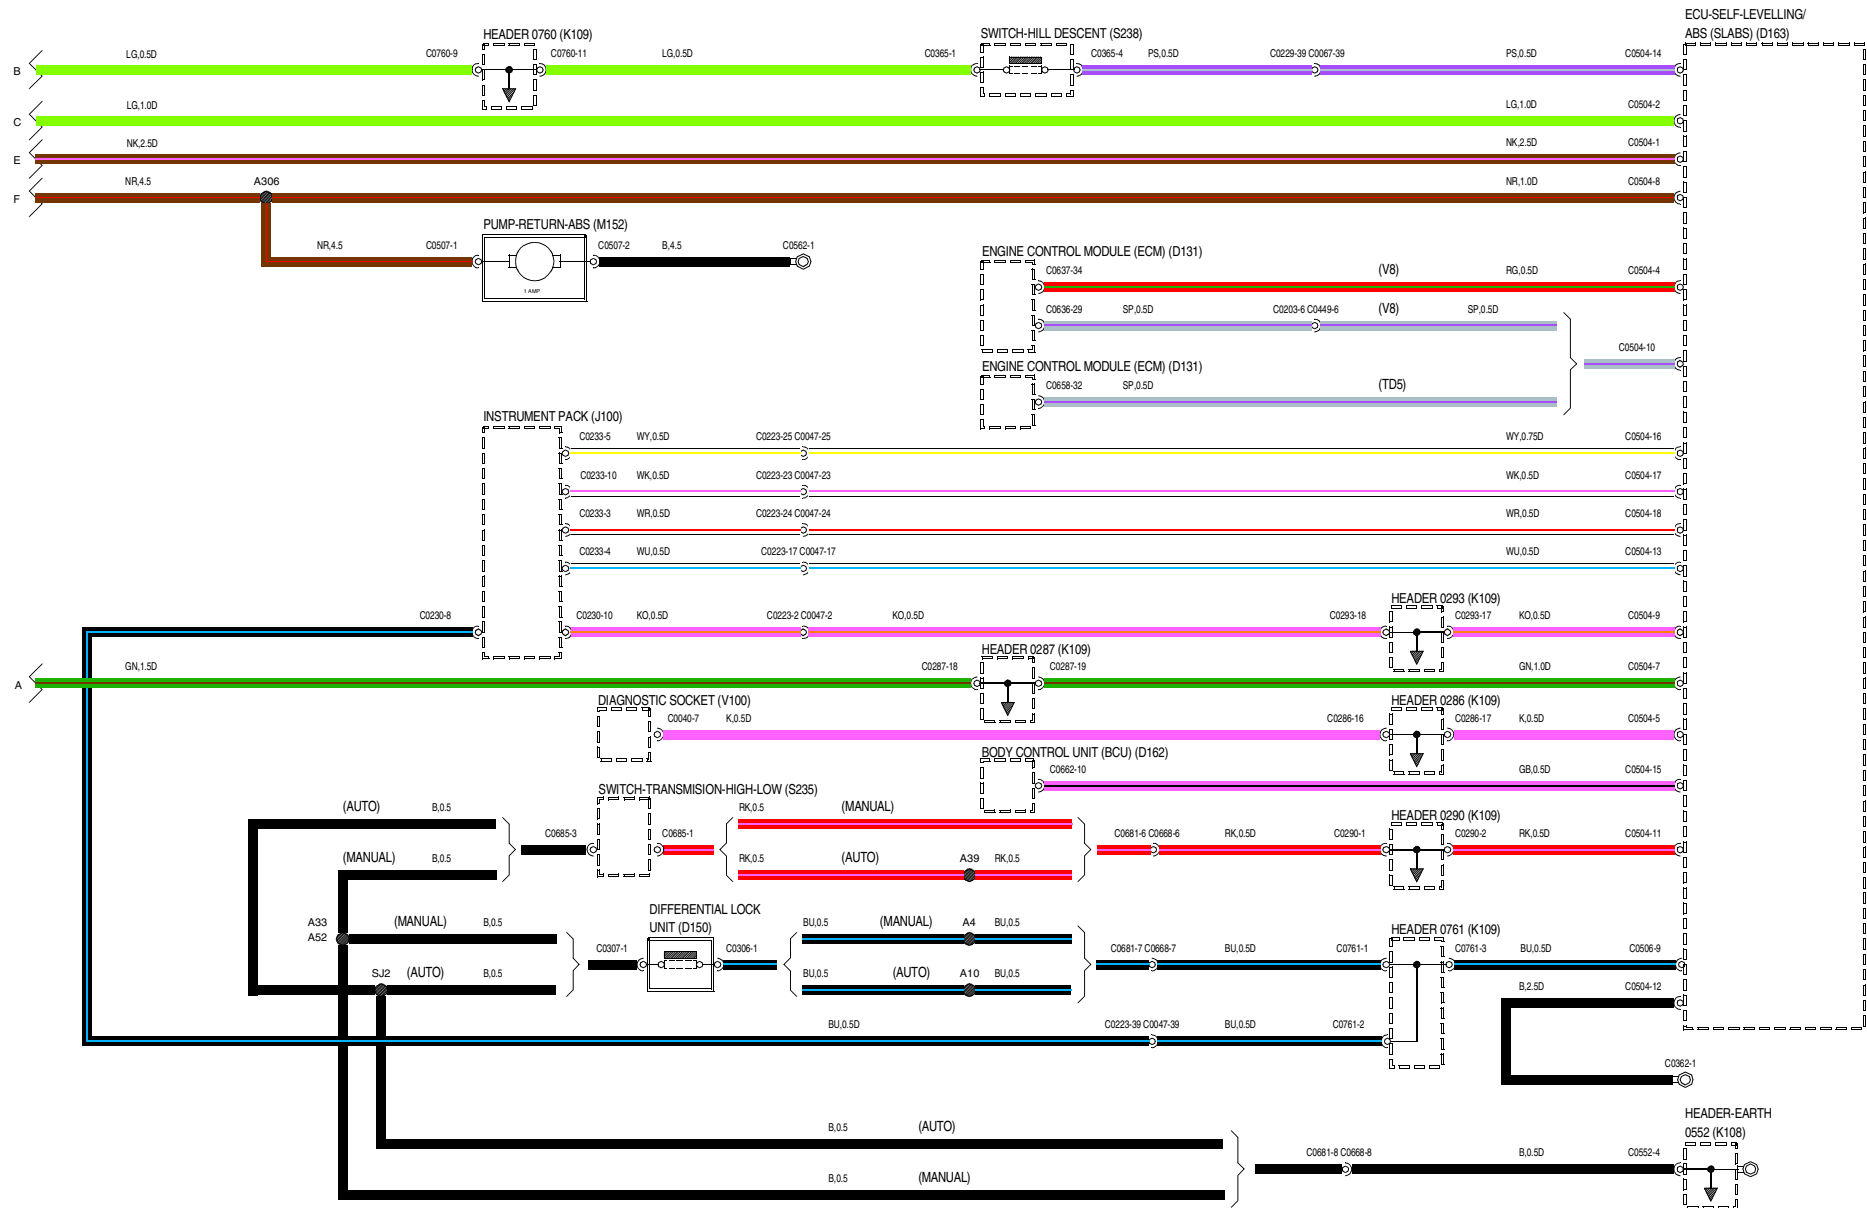 ECU-SELF-LEVELLING/
ABS (SLABS) (D163)
HEADER 0760 (K109)
SWITCH-HILL DESCENT (S238)
B LG,0.5D C0760-9 C0760-11 LG,0.5D C0365-1 C0365-4 PS,0.5D C0229-39 C0067-39 PS,0.5D C0504-14
C LG,1.0D LG,1.0D C0504-2
E NK,2.5D NK,2.5D C0504-1
F NR,4.5 A306 NR,1.0D C0504-8
PUMP-RETURN-ABS (M152)
NR,4.5 C0507-1 C0507-2 B,4.5 C0562-1
1 AMP
ENGINE CONTROL MODULE (ECM) (D131)
C0637-34 (V8) RG,0.5D C0504-4
C0636-29 SP,0.5D C0203-6 C0449-6 (V8) SP,0.5D
C0504-10
ENGINE CONTROL MODULE (ECM) (D131)
C0658-32 SP,0.5D (TD5)
INSTRUMENT PACK (J100)
C0233-5 WY,0.5D C0223-25 C0047-25 WY,0.75D C0504-16
C0233-10 WK,0.5D C0223-23 C0047-23 WK,0.5D C0504-17
C0233-3 WR,0.5D C0223-24 C0047-24 WR,0.5D C0504-18
C0233-4 WU,0.5D C0223-17 C0047-17 WU,0.5D C0504-13
HEADER 0293 (K109)
C0230-8 C0230-10 KO,0.5D C0223-2 C0047-2 KO,0.5D C0293-18 C0293-17 KO,0.5D C0504-9
HEADER 0287 (K109)
A GN,1.5D C0287-18 C0287-19 GN,1.0D C0504-7
DIAGNOSTIC SOCKET (V100)
HEADER 0286 (K109)
C0040-7 K,0.5D C0286-16 C0286-17 K,0.5D C0504-5
BODY CONTROL UNIT (BCU) (D162)
C0662-10 GB,0.5D C0504-15
SWITCH-TRANSMISION-HIGH-LOW (S235)
HEADER 0290 (K109)
(AUTO) B,0.5 RK,0.5 (MANUAL)
C0685-3 C0685-1 C0681-6 C0668-6 RK,0.5D C0290-1 C0290-2 RK,0.5D C0504-11
(MANUAL) B,0.5 RK,0.5 (AUTO) A39 RK,0.5
DIFFERENTIAL LOCK
UNIT (D150)
HEADER 0761 (K109)
A33
A52
(MANUAL) B,0.5 BU,0.5 (MANUAL) A4 BU,0.5
C0307-1 C0306-1 C0681-7 C0668-7 BU,0.5D C0761-1 C0761-3 BU,0.5D C0506-9
SJ2 (AUTO) B,0.5 BU,0.5 (AUTO) A10 BU,0.5
B,2.5D C0504-12
BU,0.5D C0223-39 C0047-39 BU,0.5D C0761-2
C0362-1
HEADER-EARTH
0552 (K108)
B,0.5 (AUTO)
C0681-8 C0668-8 B,0.5D C0552-4
B,0.5 (MANUAL)